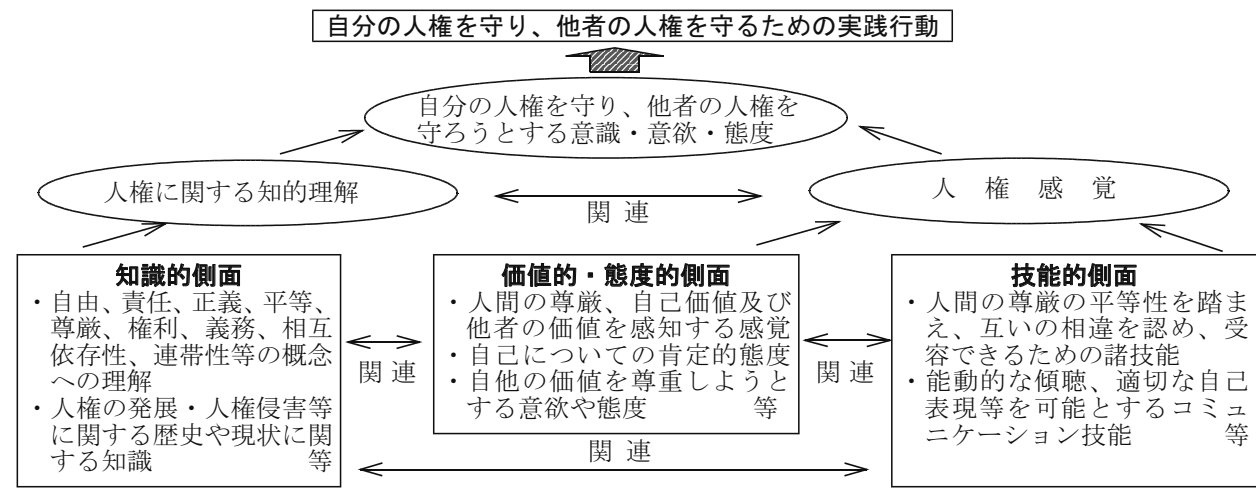 自分の人権を守り、他者の人権を守るための実践行動
自分の人権を守り、他者の人権を
守ろうとする意識・意欲・態度
人権に関する知的理解
関 連
人 権 感 覚
知識的側面
・自由、責任、正義、平等、
尊厳、権利、義務、相互
依存性、連帯性等の概念
への理解
・人権の発展・人権侵害等
に関する歴史や現状に関
する知識 等
関 連
価値的・態度的側面
・人間の尊厳、自己価値及び
他者の価値を感知する感覚
・自己についての肯定的態度
・自他の価値を尊重しようと
する意欲や態度 等
関 連
技能的側面
・人間の尊厳の平等性を踏ま
え、互いの相違を認め、受
容できるための諸技能
・能動的な傾聴、適切な自己
表現等を可能とするコミュ
ニケーション技能 等
関 連